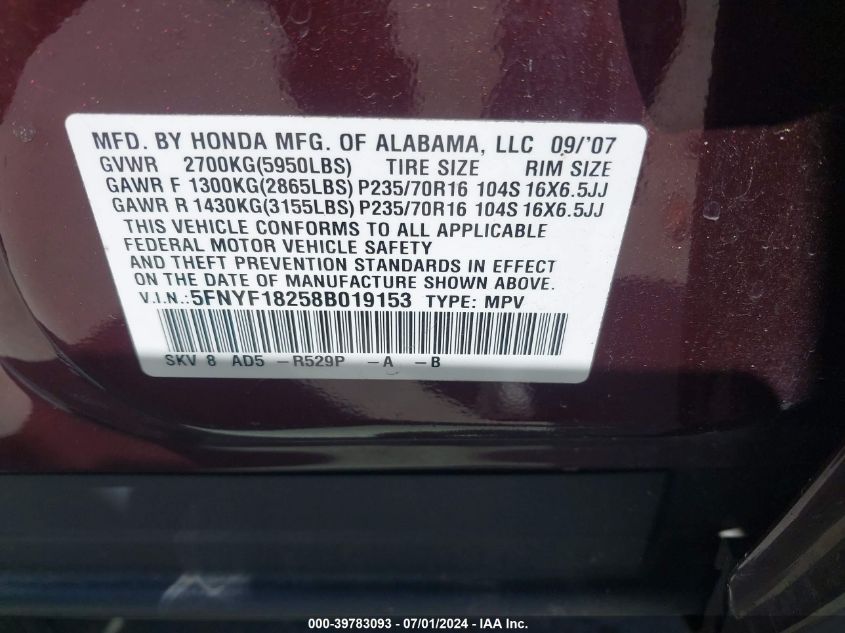 MFD. BY HONDA MFG. OF ALABAMA, LLC 09/'07
GVWR 2700KG(5950LBS) TIRE SIZE RIM SIZE
GAWR F 1300KG(2865LBS) P235/70R16 104S 16X6.5JJ
GAWR R 1430KG(3155LBS) P235/70R16 104S 16X6.5JJ
THIS VEHICLE CONFORMS TO ALL APPLICABLE
FEDERAL MOTOR VEHICLE SAFETY
AND THEFT PREVENTION STANDARDS IN EFFECT
ON THE DATE OF MANUFACTURE SHOWN ABOVE.
V.I.N.:5FNYF18258B019153 TYPE: MPV
SKV 8 AD5 -R529P -A -B
000-39783093 - 07/01/2024 - IAA Inc.